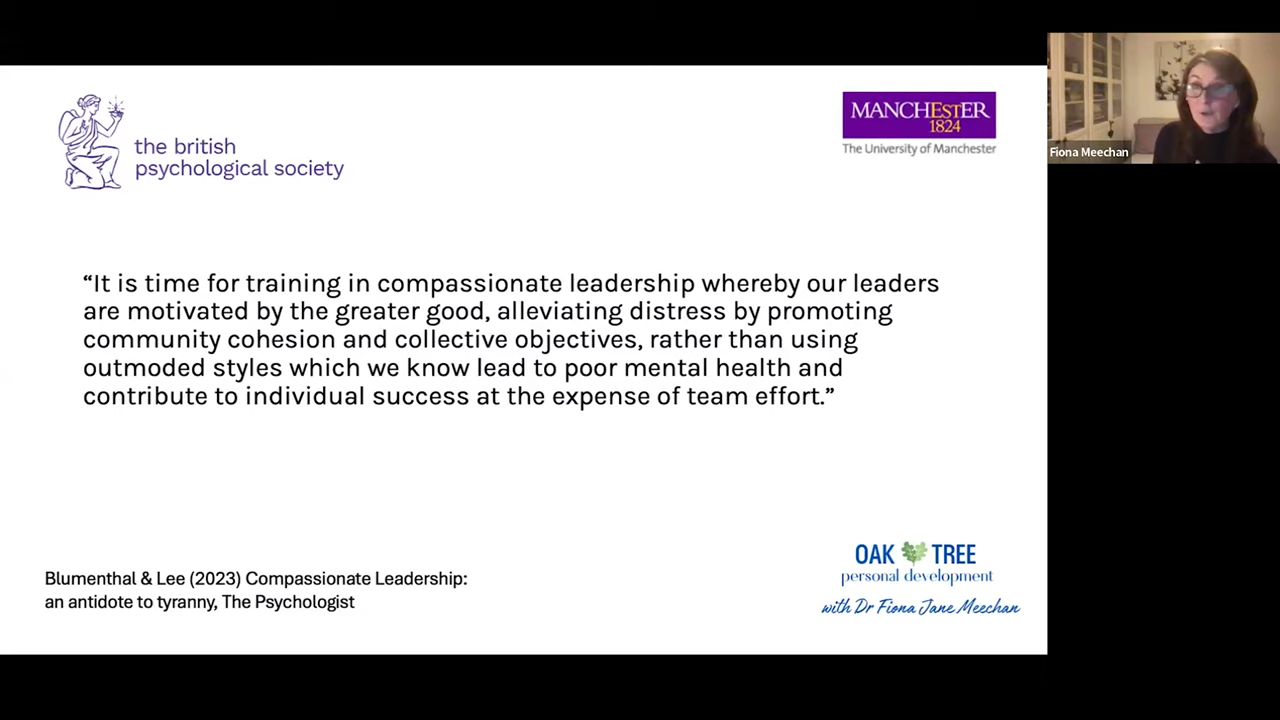 the british
psychological society
MANCHESTER
1824
The University of Manchester
Fiona Meechan
“It is time for training in compassionate leadership whereby our leaders
are motivated by the greater good, alleviating distress by promoting
community cohesion and collective objectives, rather than using
outmoded styles which we know lead to poor mental health and
contribute to individual success at the expense of team effort.”
Blumenthal & Lee (2023) Compassionate Leadership:
an antidote to tyranny, The Psychologist
OAK TREE
personal development
with Dr Fiona Jane Meechan